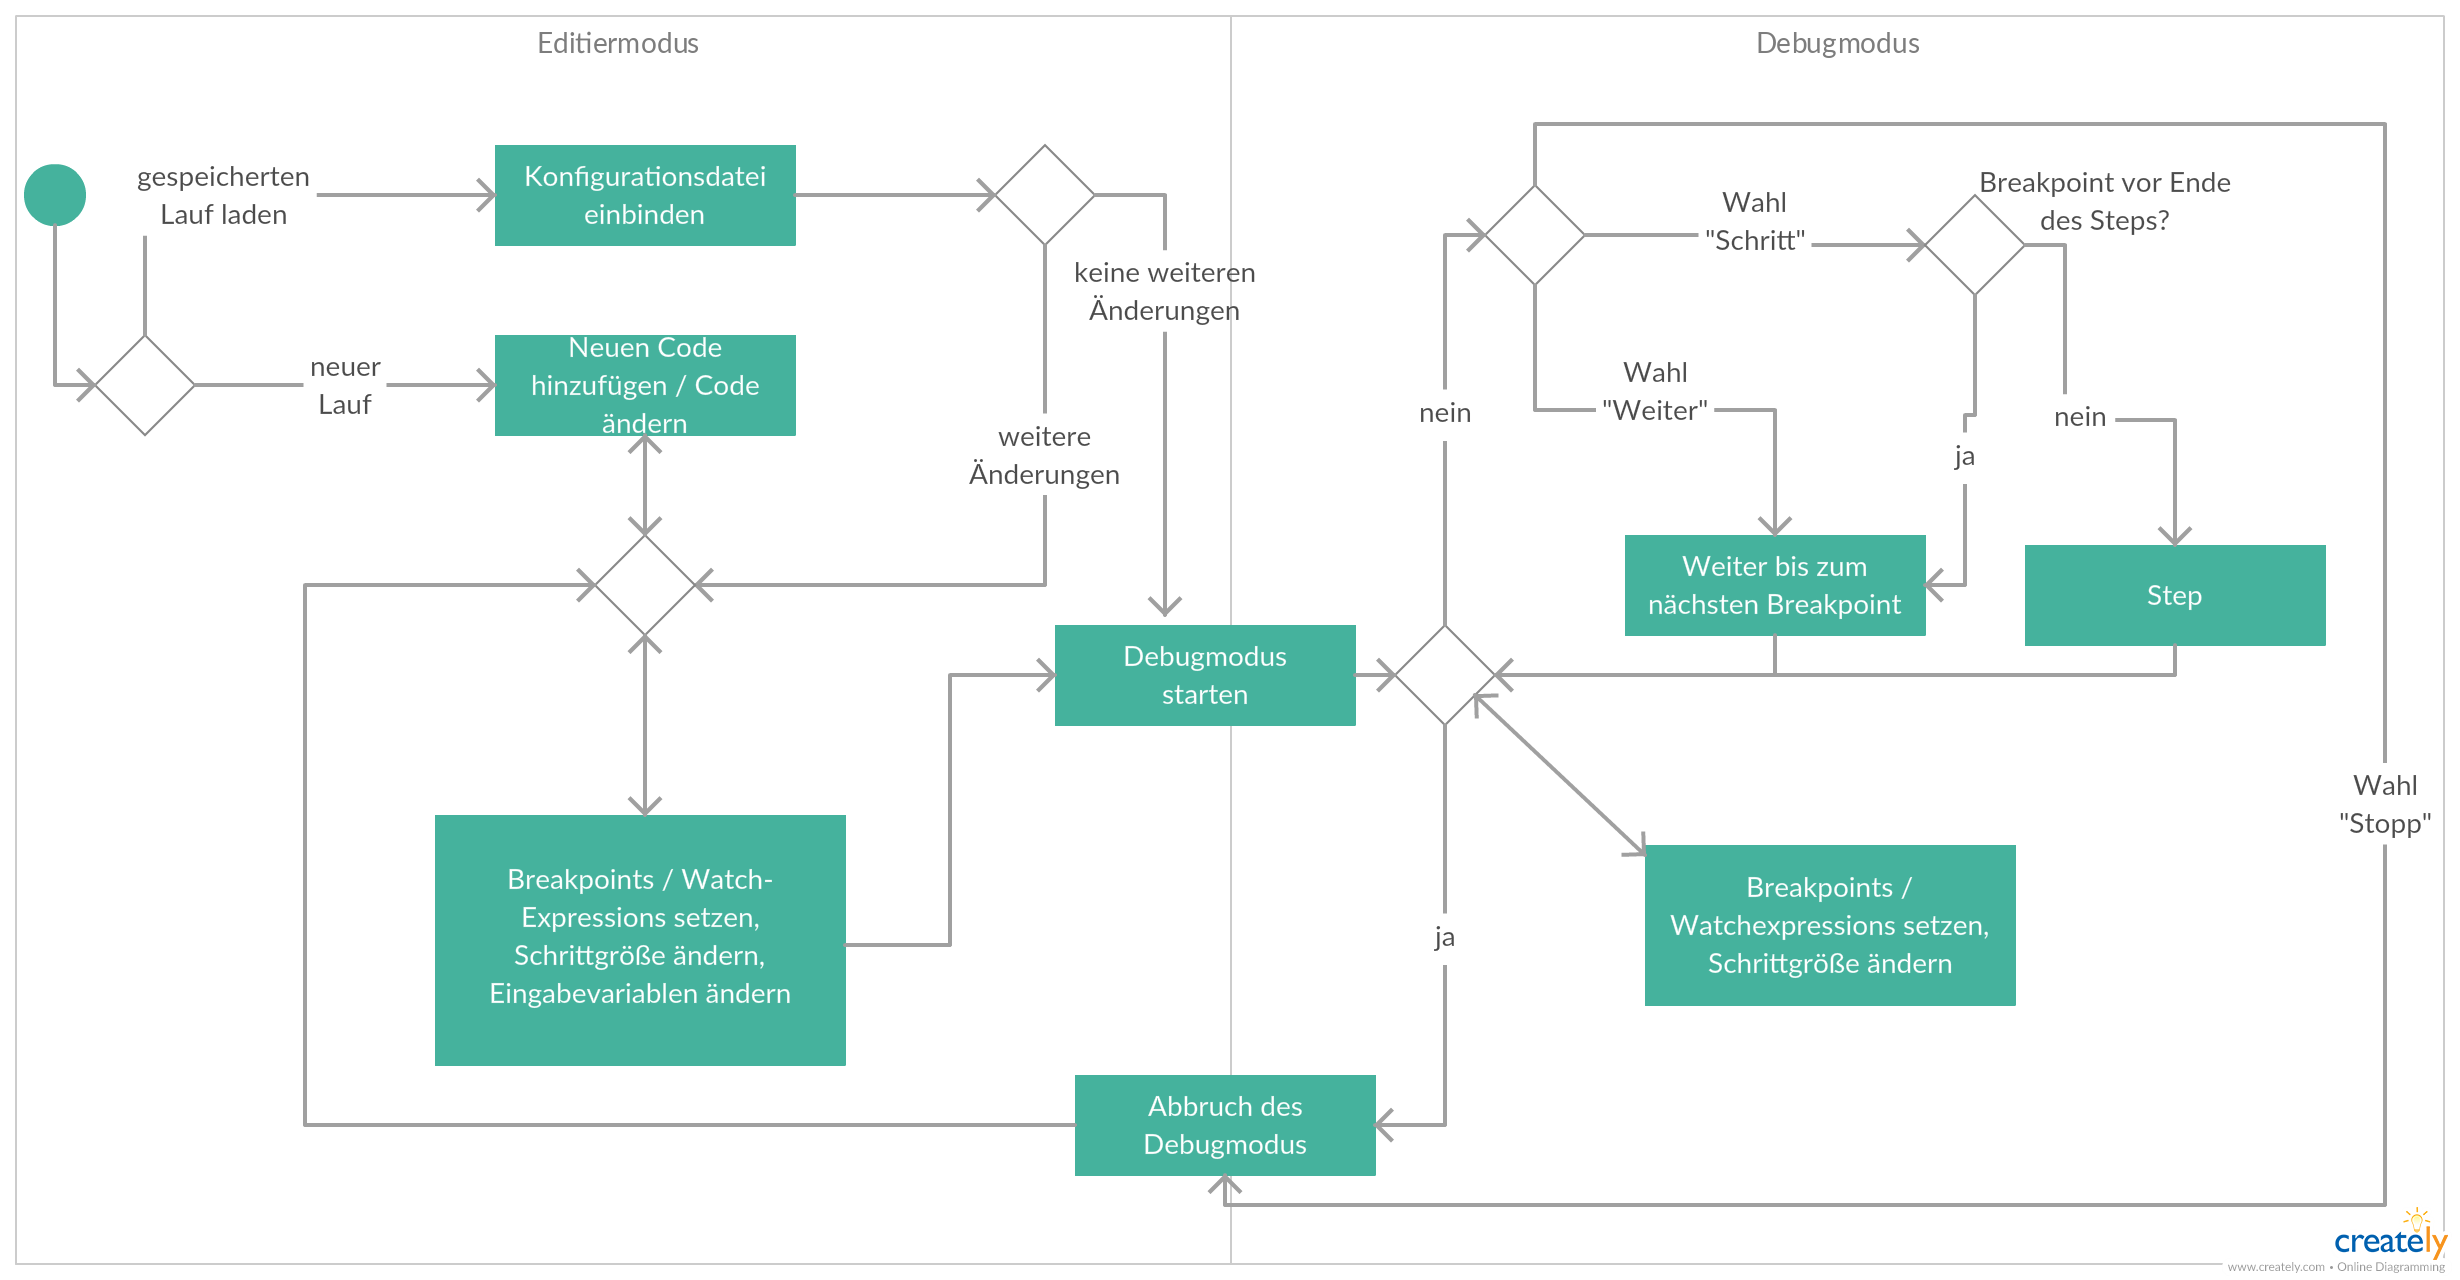 Editiermodus
Debugmodus
gespeicherten
Lauf laden
Konfigurationsdatei
einbinden
keine weiteren
Änderungen
neuer
Lauf
Neuen Code
hinzufügen / Code
ändern
weitere
Änderungen
Breakpoints / Watch-
Expressions setzen,
Schrittgröße ändern,
Eingabevariablen ändern
Debugmodus
starten
Abbruch des
Debugmodus
nein
ja
Wahl
"Schritt"
Breakpoint vor Ende
des Steps?
Wahl
"Weiter"
ja
nein
Weiter bis zum
nächsten Breakpoint
Step
Breakpoints /
Watchexpressions setzen,
Schrittgröße ändern
Wahl
"Stopp"
creately
www.creately.com • Online Diagramming